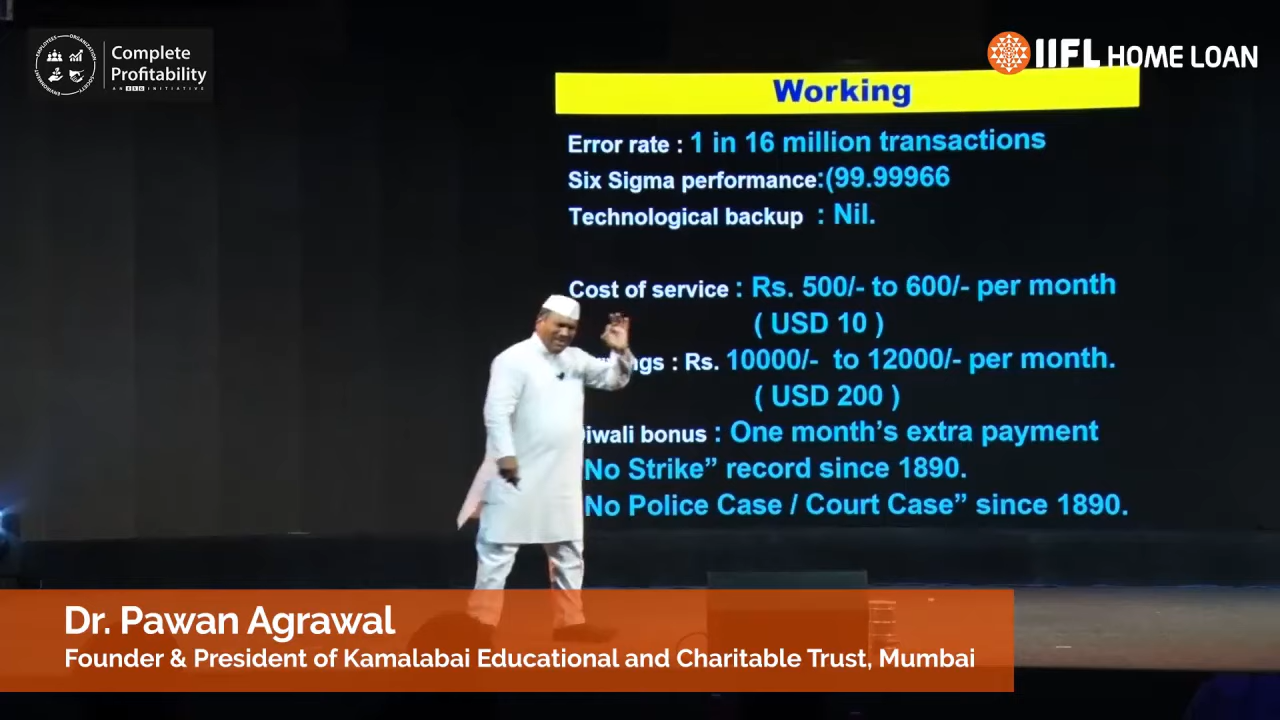 Complete
Profitability
IIFL HOME LOAN
Working
Error rate : 1 in 16 million transactions
Six Sigma performance:(99.99966
Technological backup : Nil.
Cost of service : Rs. 500/- to 600/- per month
( USD 10 )
: Rs. 10000/- to 12000/- per month.
( USD 200 )
iwali bonus : One month's extra payment
No Strike” record since 1890.
No Police Case / Court Case” since 1890.
Dr. Pawan Agrawal
Founder & President of Kamalabai Educational and Charitable Trust, Mumbai